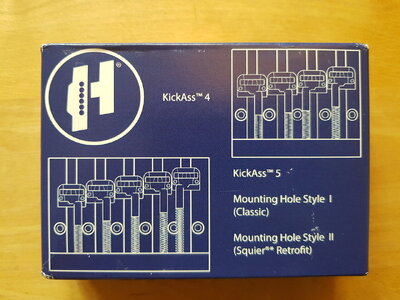 H®
KickAss™ 4
KickAss™ 5
Mounting Hole Style I
(Classic)
Mounting Hole Style II
(Squier®* Retrofit)